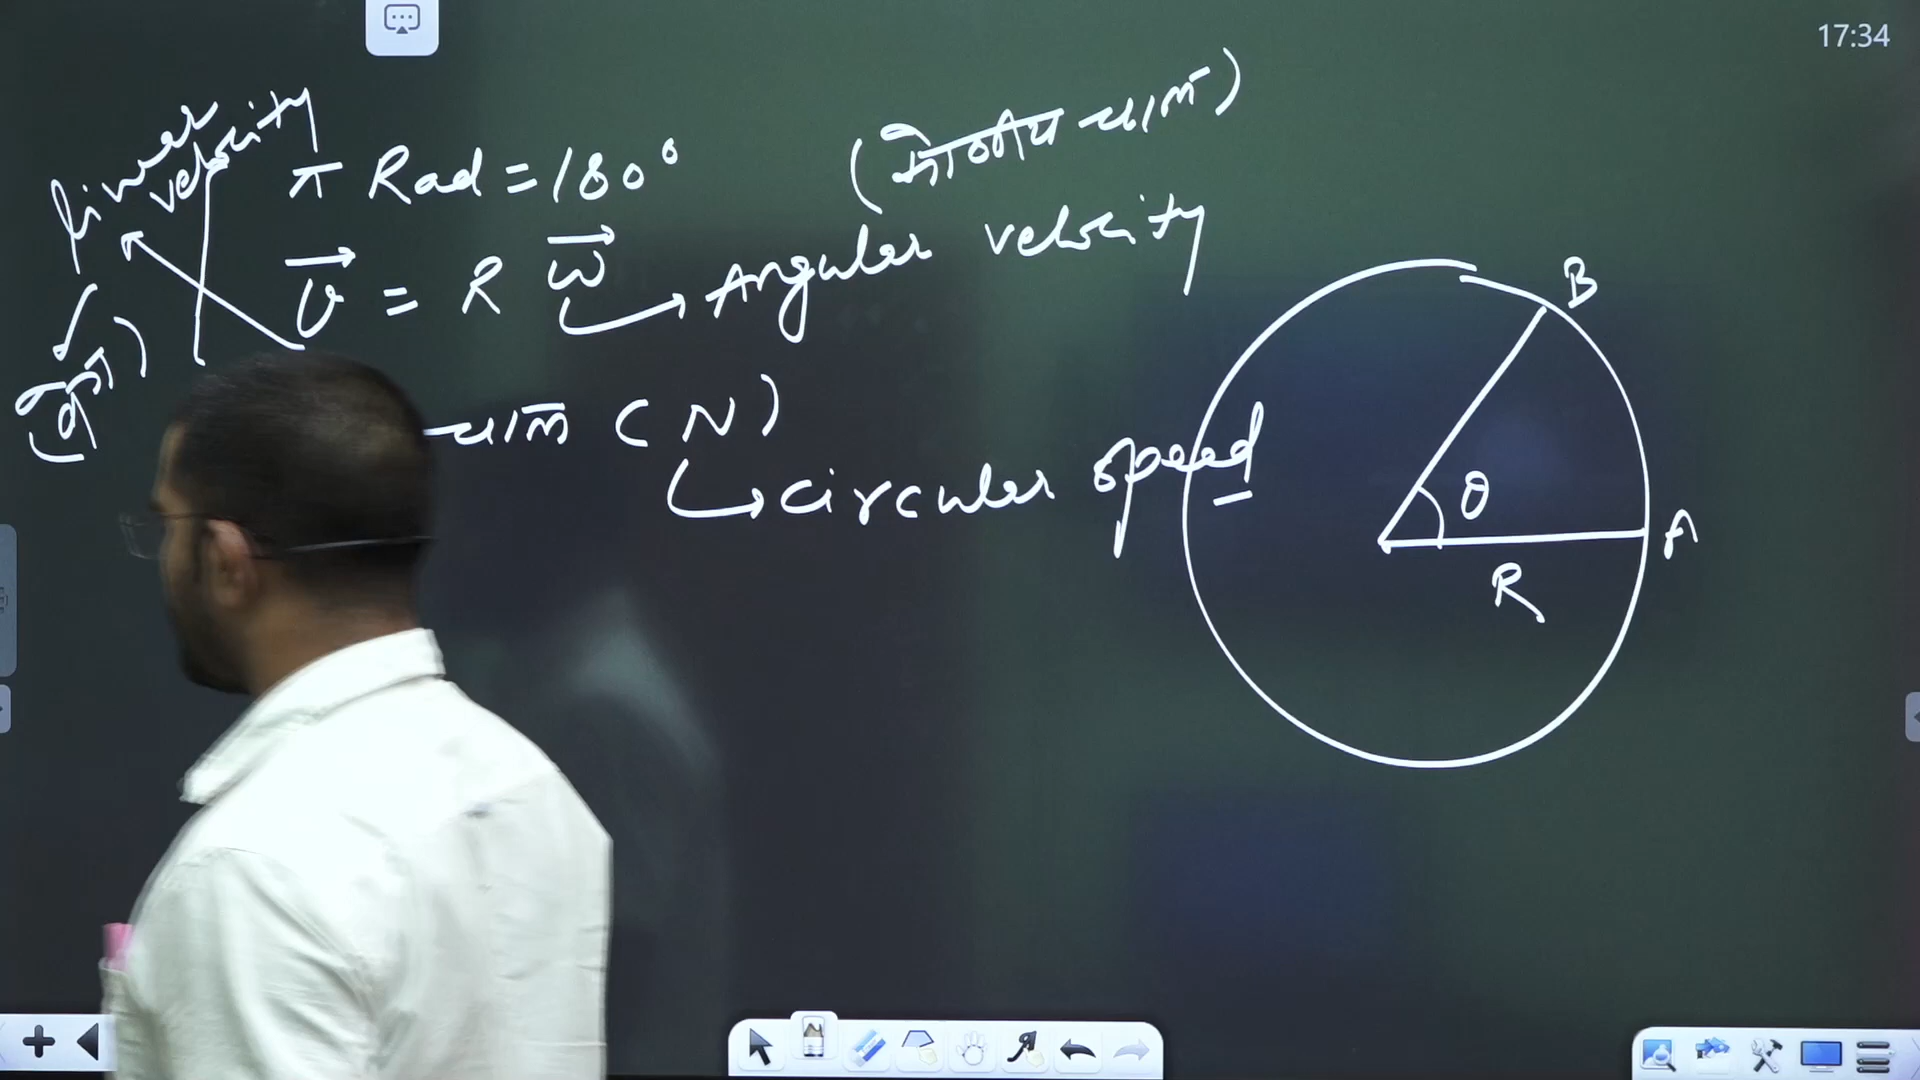 17:34
Linear velocity
π Rad = 180°
(कोणीय चाल)
v⃗ = R ω⃗ → Angular velocity
चाल (N)
→ circular speed
B
θ
A
R